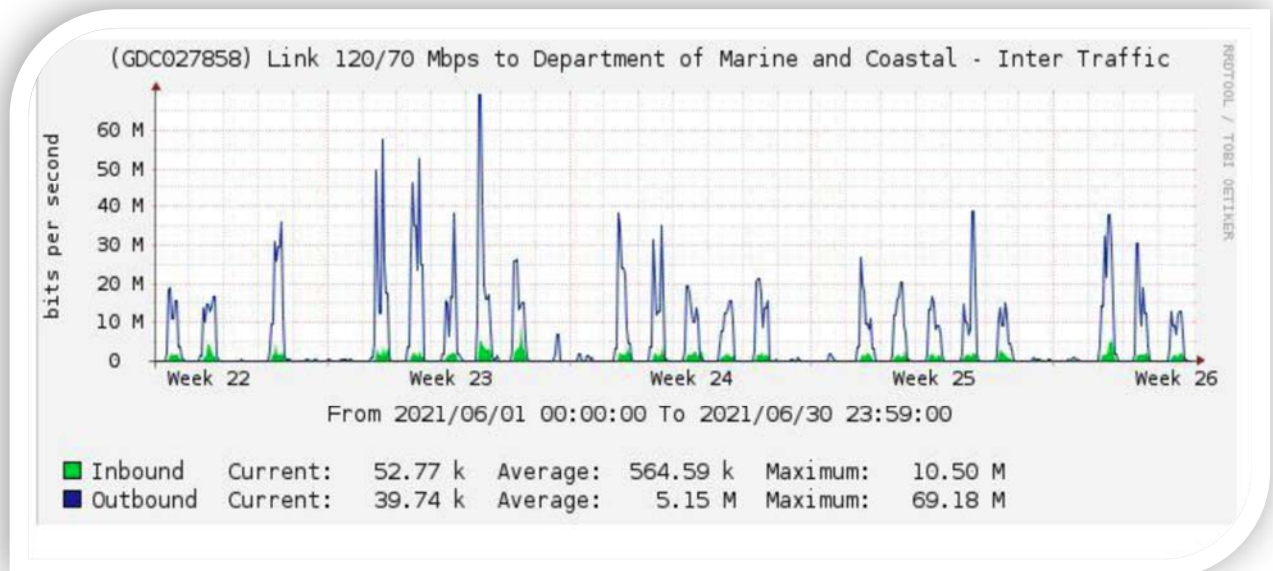 (GDC027858) Link 120/70 Mbps to Department of Marine and Coastal - Inter Traffic
RRDTOOL / TOBI OETIKER
bits per second
60 M
50 M
40 M
30 M
20 M
10 M
0
Week 22 Week 23 Week 24 Week 25 Week 26
From 2021/06/01 00:00:00 To 2021/06/30 23:59:00
Inbound Current: 52.77 k Average: 564.59 k Maximum: 10.50 M
Outbound Current: 39.74 k Average: 5.15 M Maximum: 69.18 M